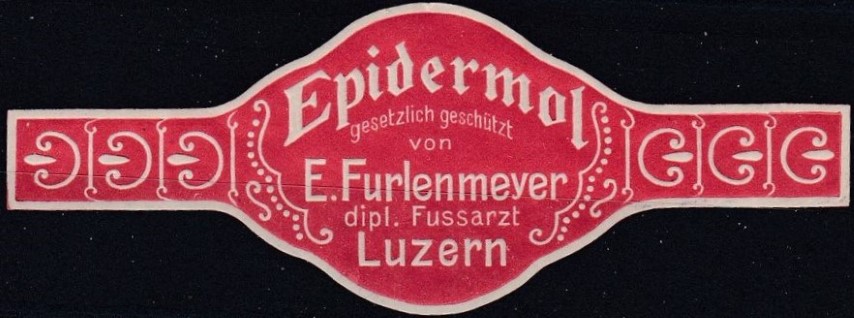 Epidermol
gesetzlich geschützt
von
E. Furlenmeyer
dipl. Fussarzt
Luzern